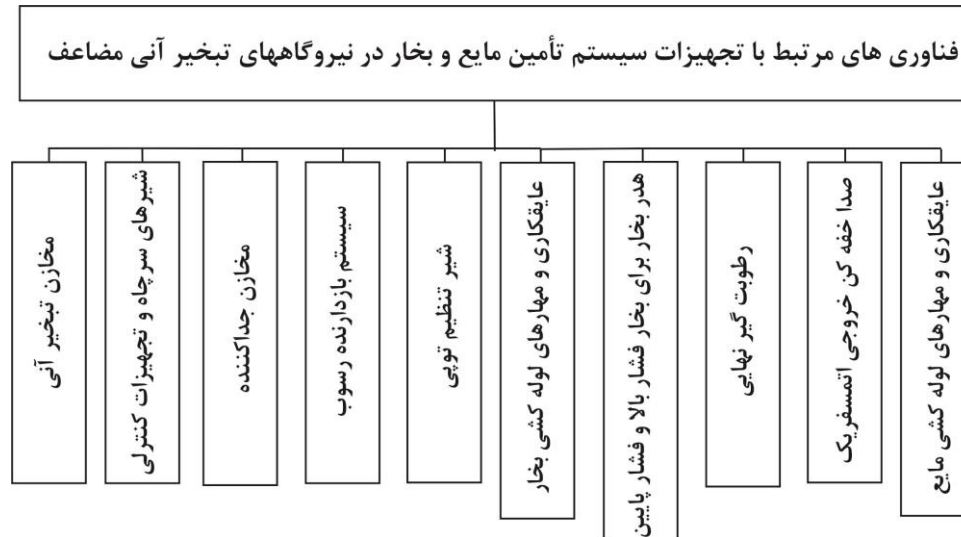 فناوری های مرتبط با تجهیزات سیستم تأمین مایع و بخار در نیروگاههای تبخیر آنی مضاعف
عایقکاری و مهارهای لوله کشی مایع
صدا خفه کن خروجی اتمسفریک
رطوبت گیر نهایی
هدر بخار برای بخار فشار بالا و فشار پایین
عایقکاری و مهارهای لوله کشی بخار
شیر تنظیم توپی
سیستم بازدارنده رسوب
مخازن جداکننده
شیرهای سرچاه و تجهیزات کنترلی
مخازن تبخیر آنی